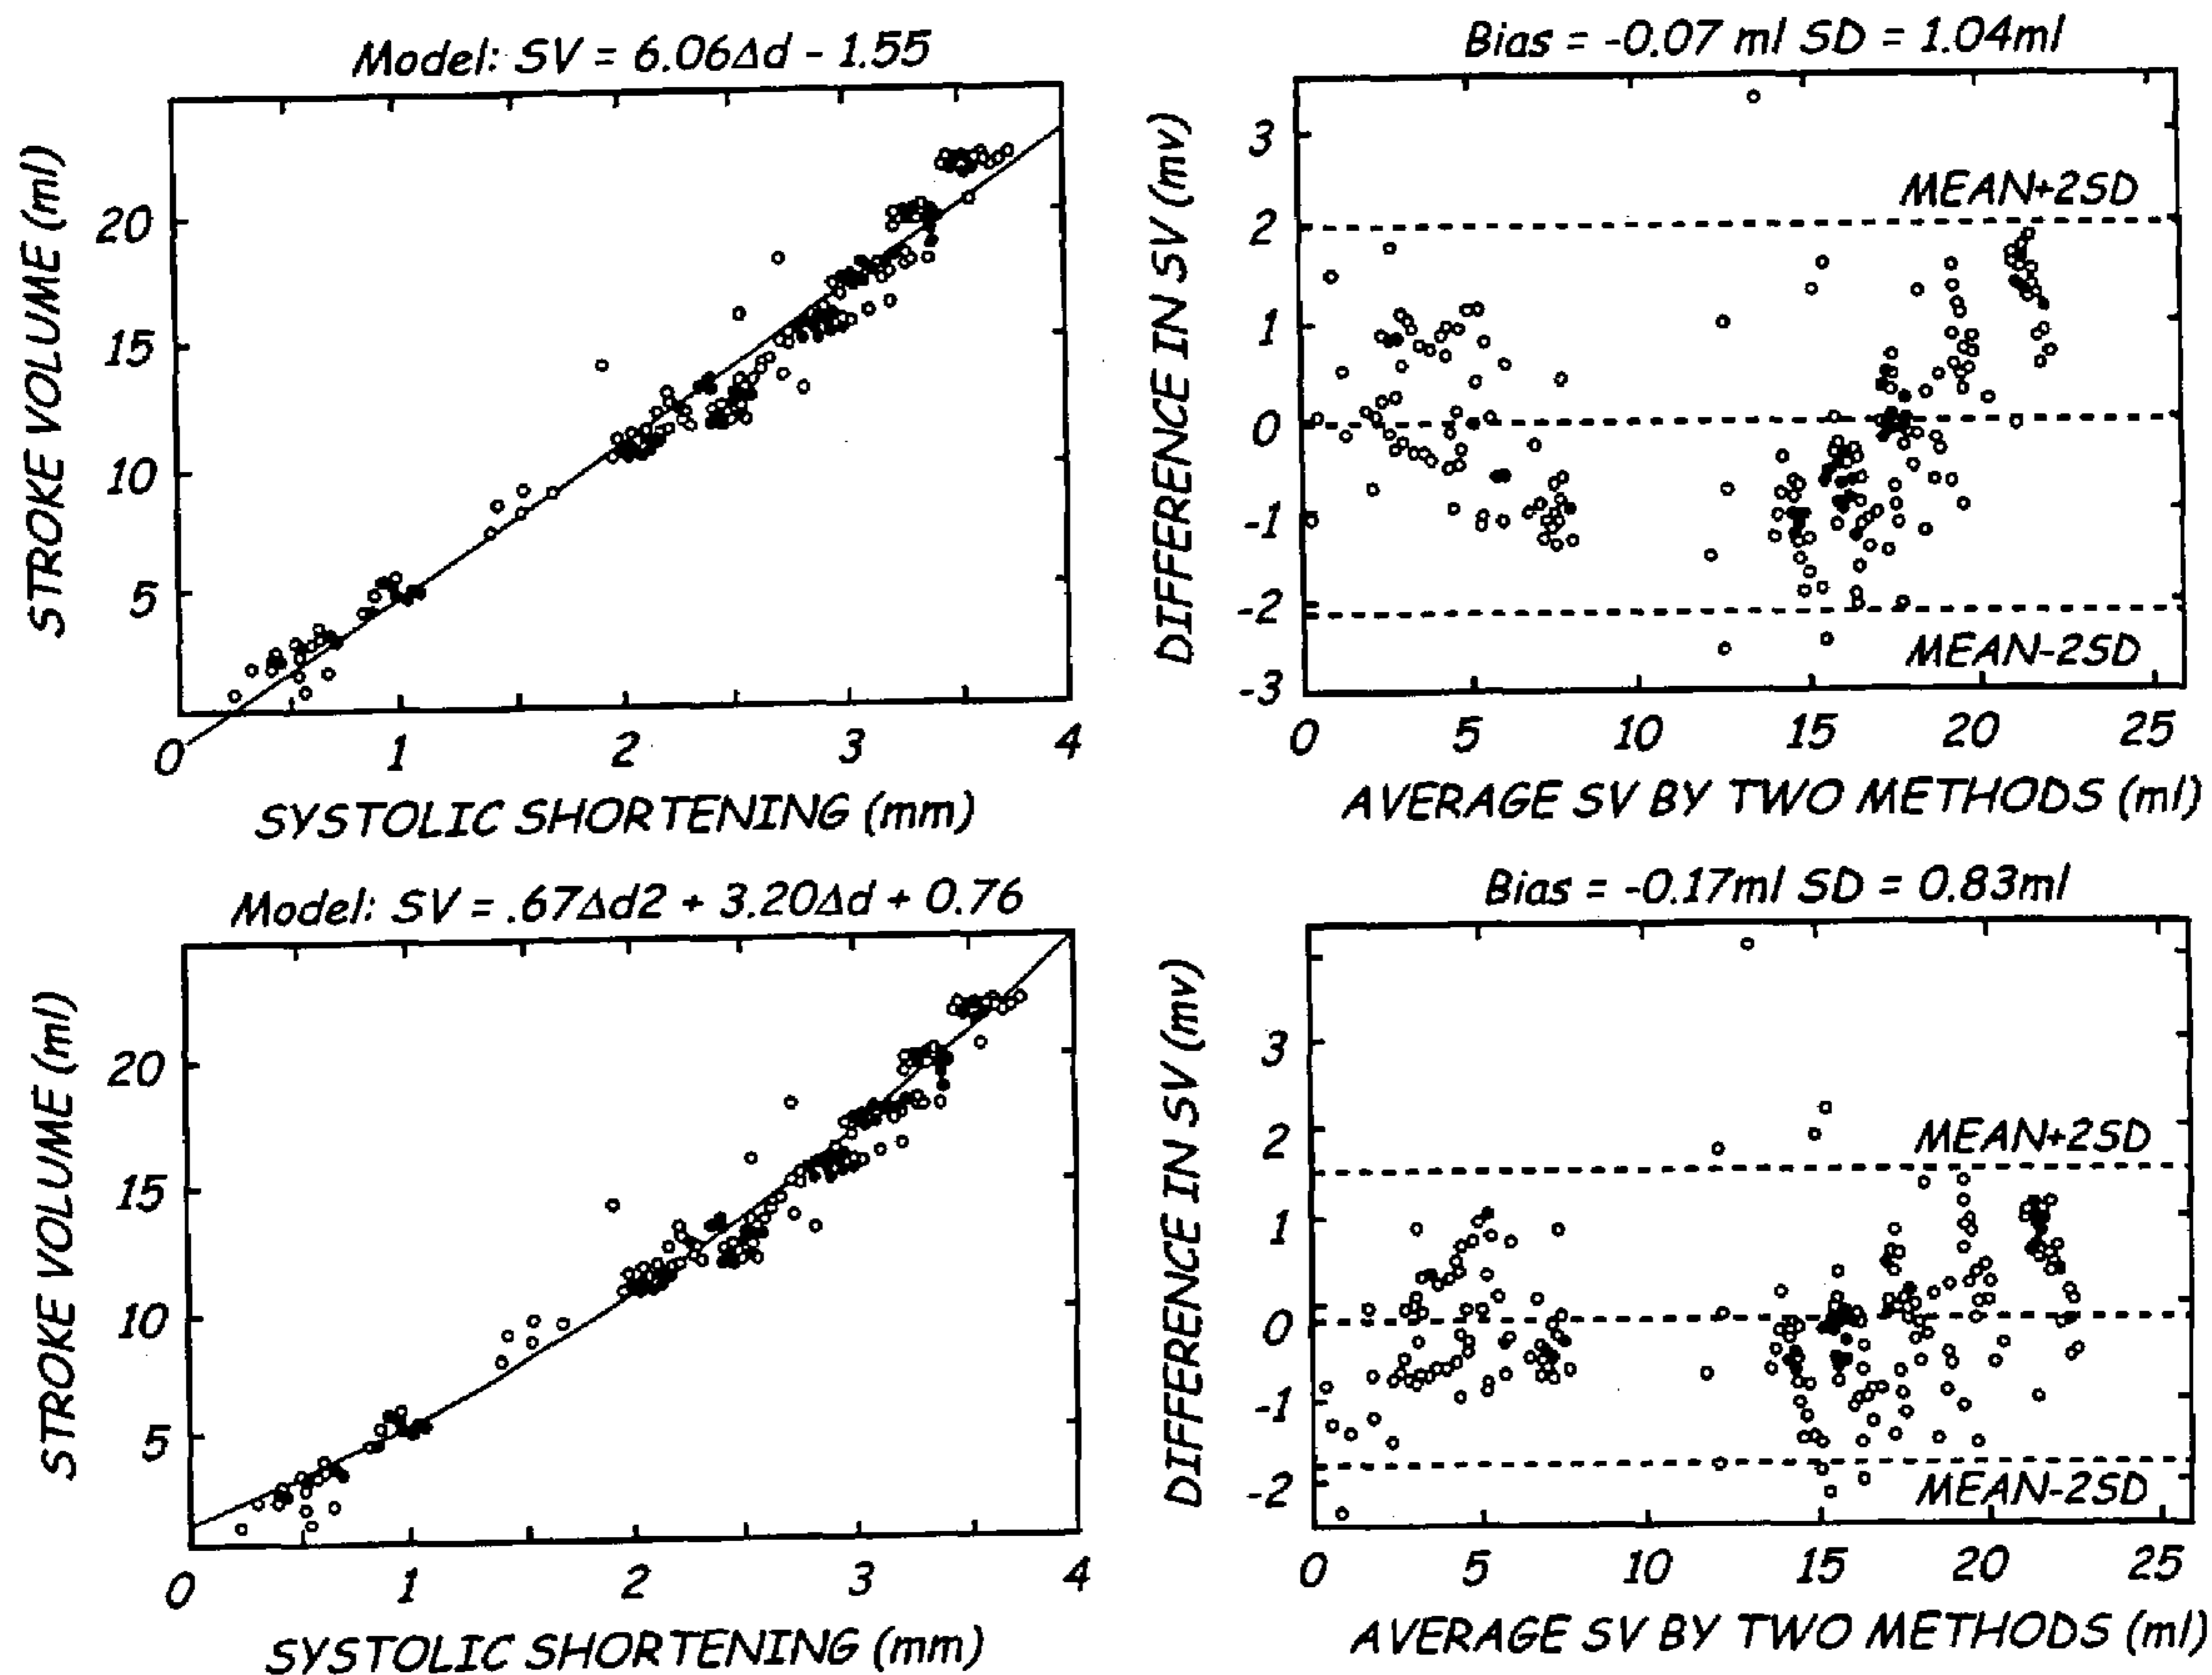 Model: SV = 6.06Δd - 1.55
STROKE VOLUME (ml)
20
15
10
5
0
1
2
3
4
SYSTOLIC SHORTENING (mm)
Bias = -0.07 ml SD = 1.04ml
DIFFERENCE IN SV (mv)
3
2
1
0
-1
-2
-3
MEAN+2SD
MEAN-2SD
0
5
10
15
20
25
AVERAGE SV BY TWO METHODS (ml)
Model: SV = .67Δd2 + 3.20Δd + 0.76
STROKE VOLUME (ml)
20
15
10
5
0
1
2
3
4
SYSTOLIC SHORTENING (mm)
Bias = -0.17ml SD = 0.83ml
DIFFERENCE IN SV (mv)
3
2
1
0
-1
-2
MEAN+2SD
MEAN-2SD
0
5
10
15
20
25
AVERAGE SV BY TWO METHODS (ml)